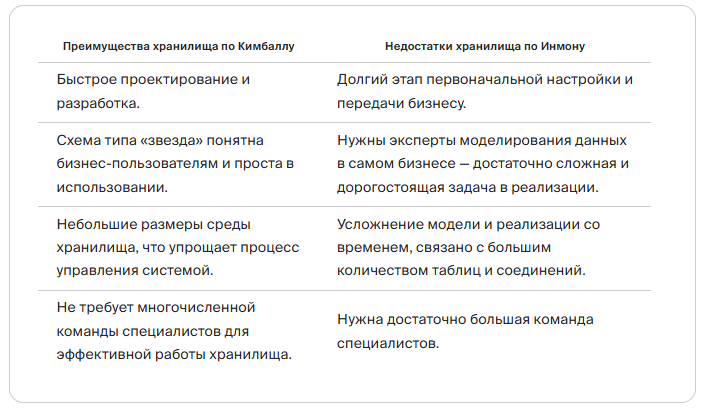 Преимущества хранилища по Кимбаллу
Недостатки хранилища по Инмону
Быстрое проектирование и
разработка.
Долгий этап первоначальной настройки и
передачи бизнесу.
Схема типа «звезда» понятна
бизнес-пользователям и проста в
использовании.
Нужны эксперты моделирования данных
в самом бизнесе — достаточно сложная и
дорогостоящая задача в реализации.
Небольшие размеры среды
хранилища, что упрощает процесс
управления системой.
Усложнение модели и реализации со
временем, связано с большим
количеством таблиц и соединений.
Не требует многочисленной
команды специалистов для
эффективной работы хранилища.
Нужна достаточно большая команда
специалистов.